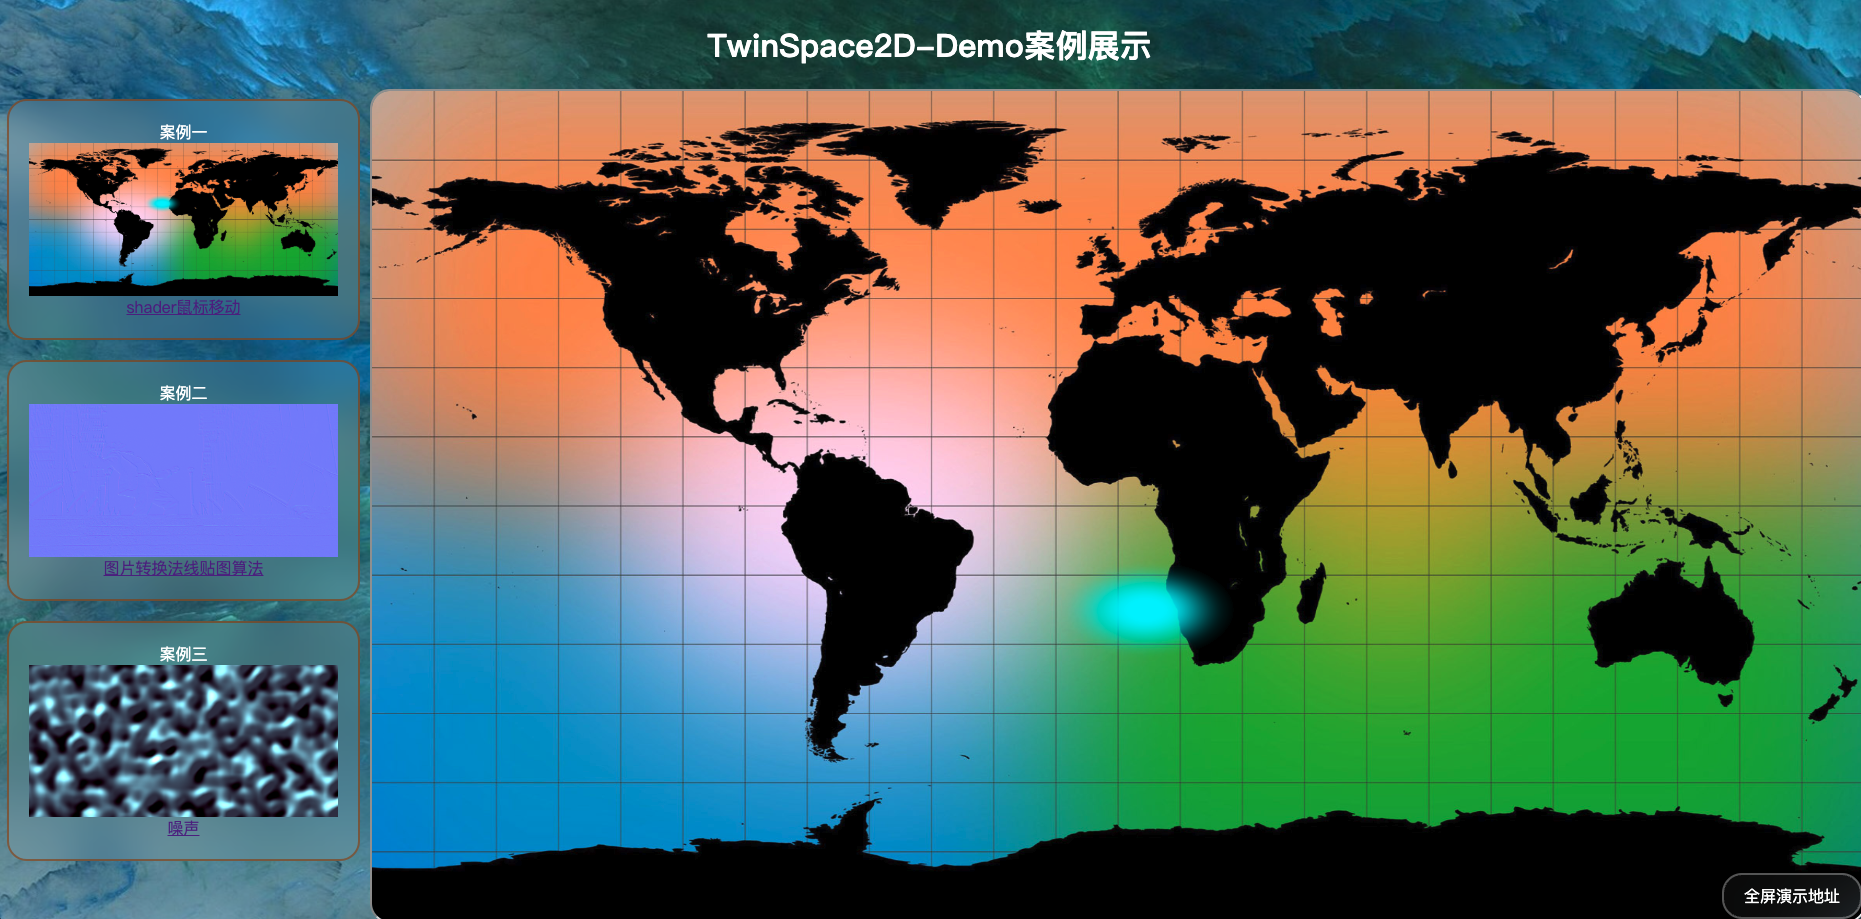 TwinSpace2D-Demo案例展示
案例一
shader鼠标移动
案例二
图片转换法线贴图算法
案例三
噪声
全屏演示地址